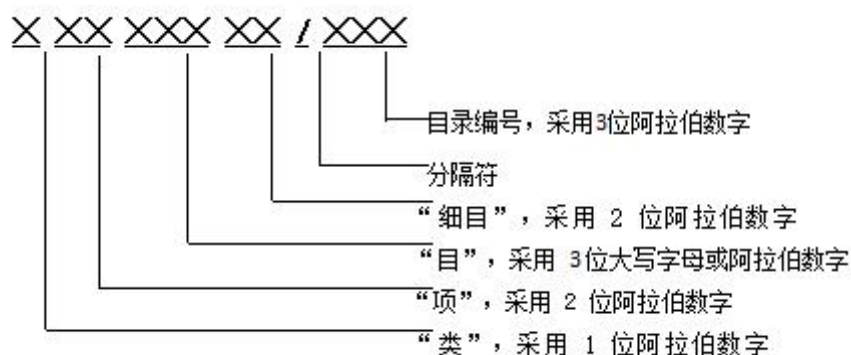 X XX XXX XX / XXX
目录编号，采用3位阿拉伯数字
分隔符
“细目”，采用 2 位阿拉伯数字
“目”，采用 3位大写字母或阿拉伯数字
“项”，采用 2 位阿拉伯数字
“类”，采用 1 位阿拉伯数字